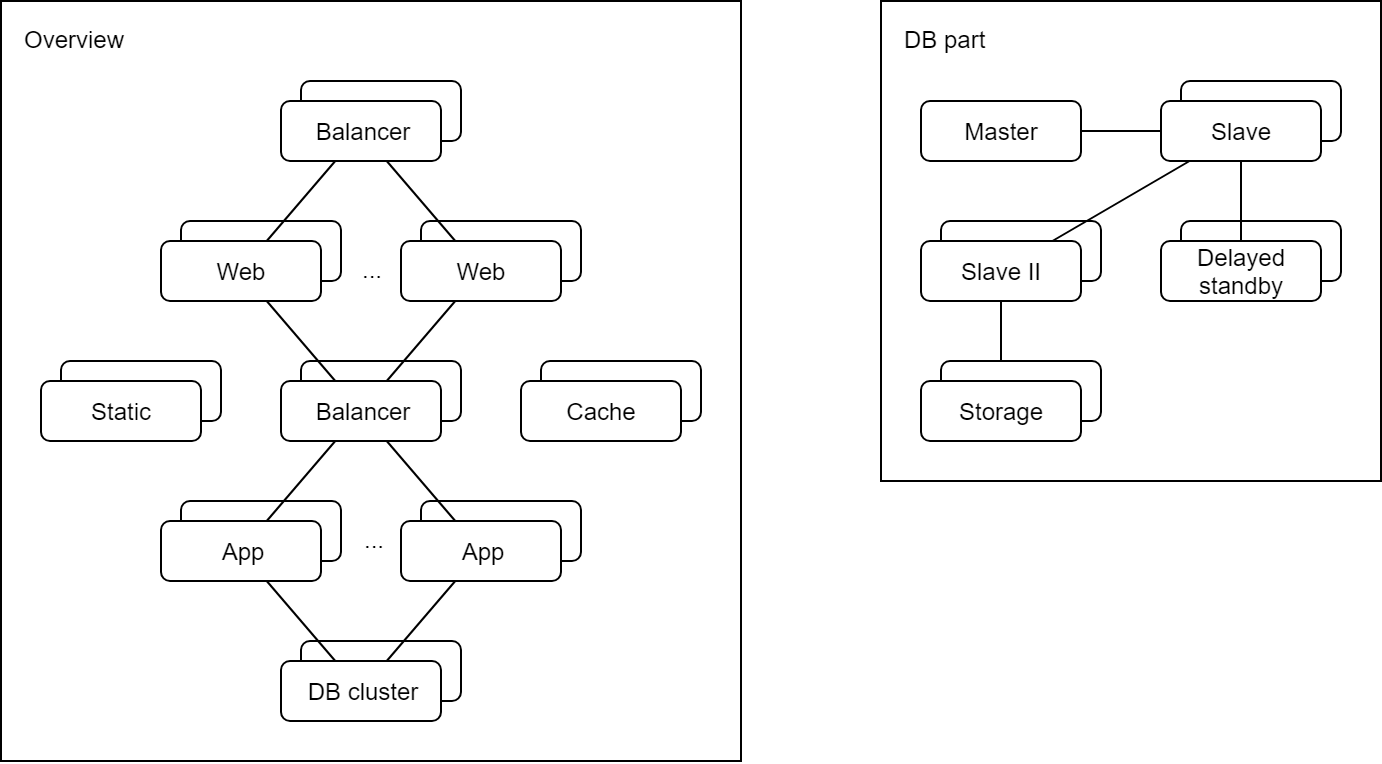 Overview
Balancer
Web
...
Web
Static
Balancer
Cache
App
...
App
DB cluster
DB part
Master
Slave
Slave II
Delayed
standby
Storage